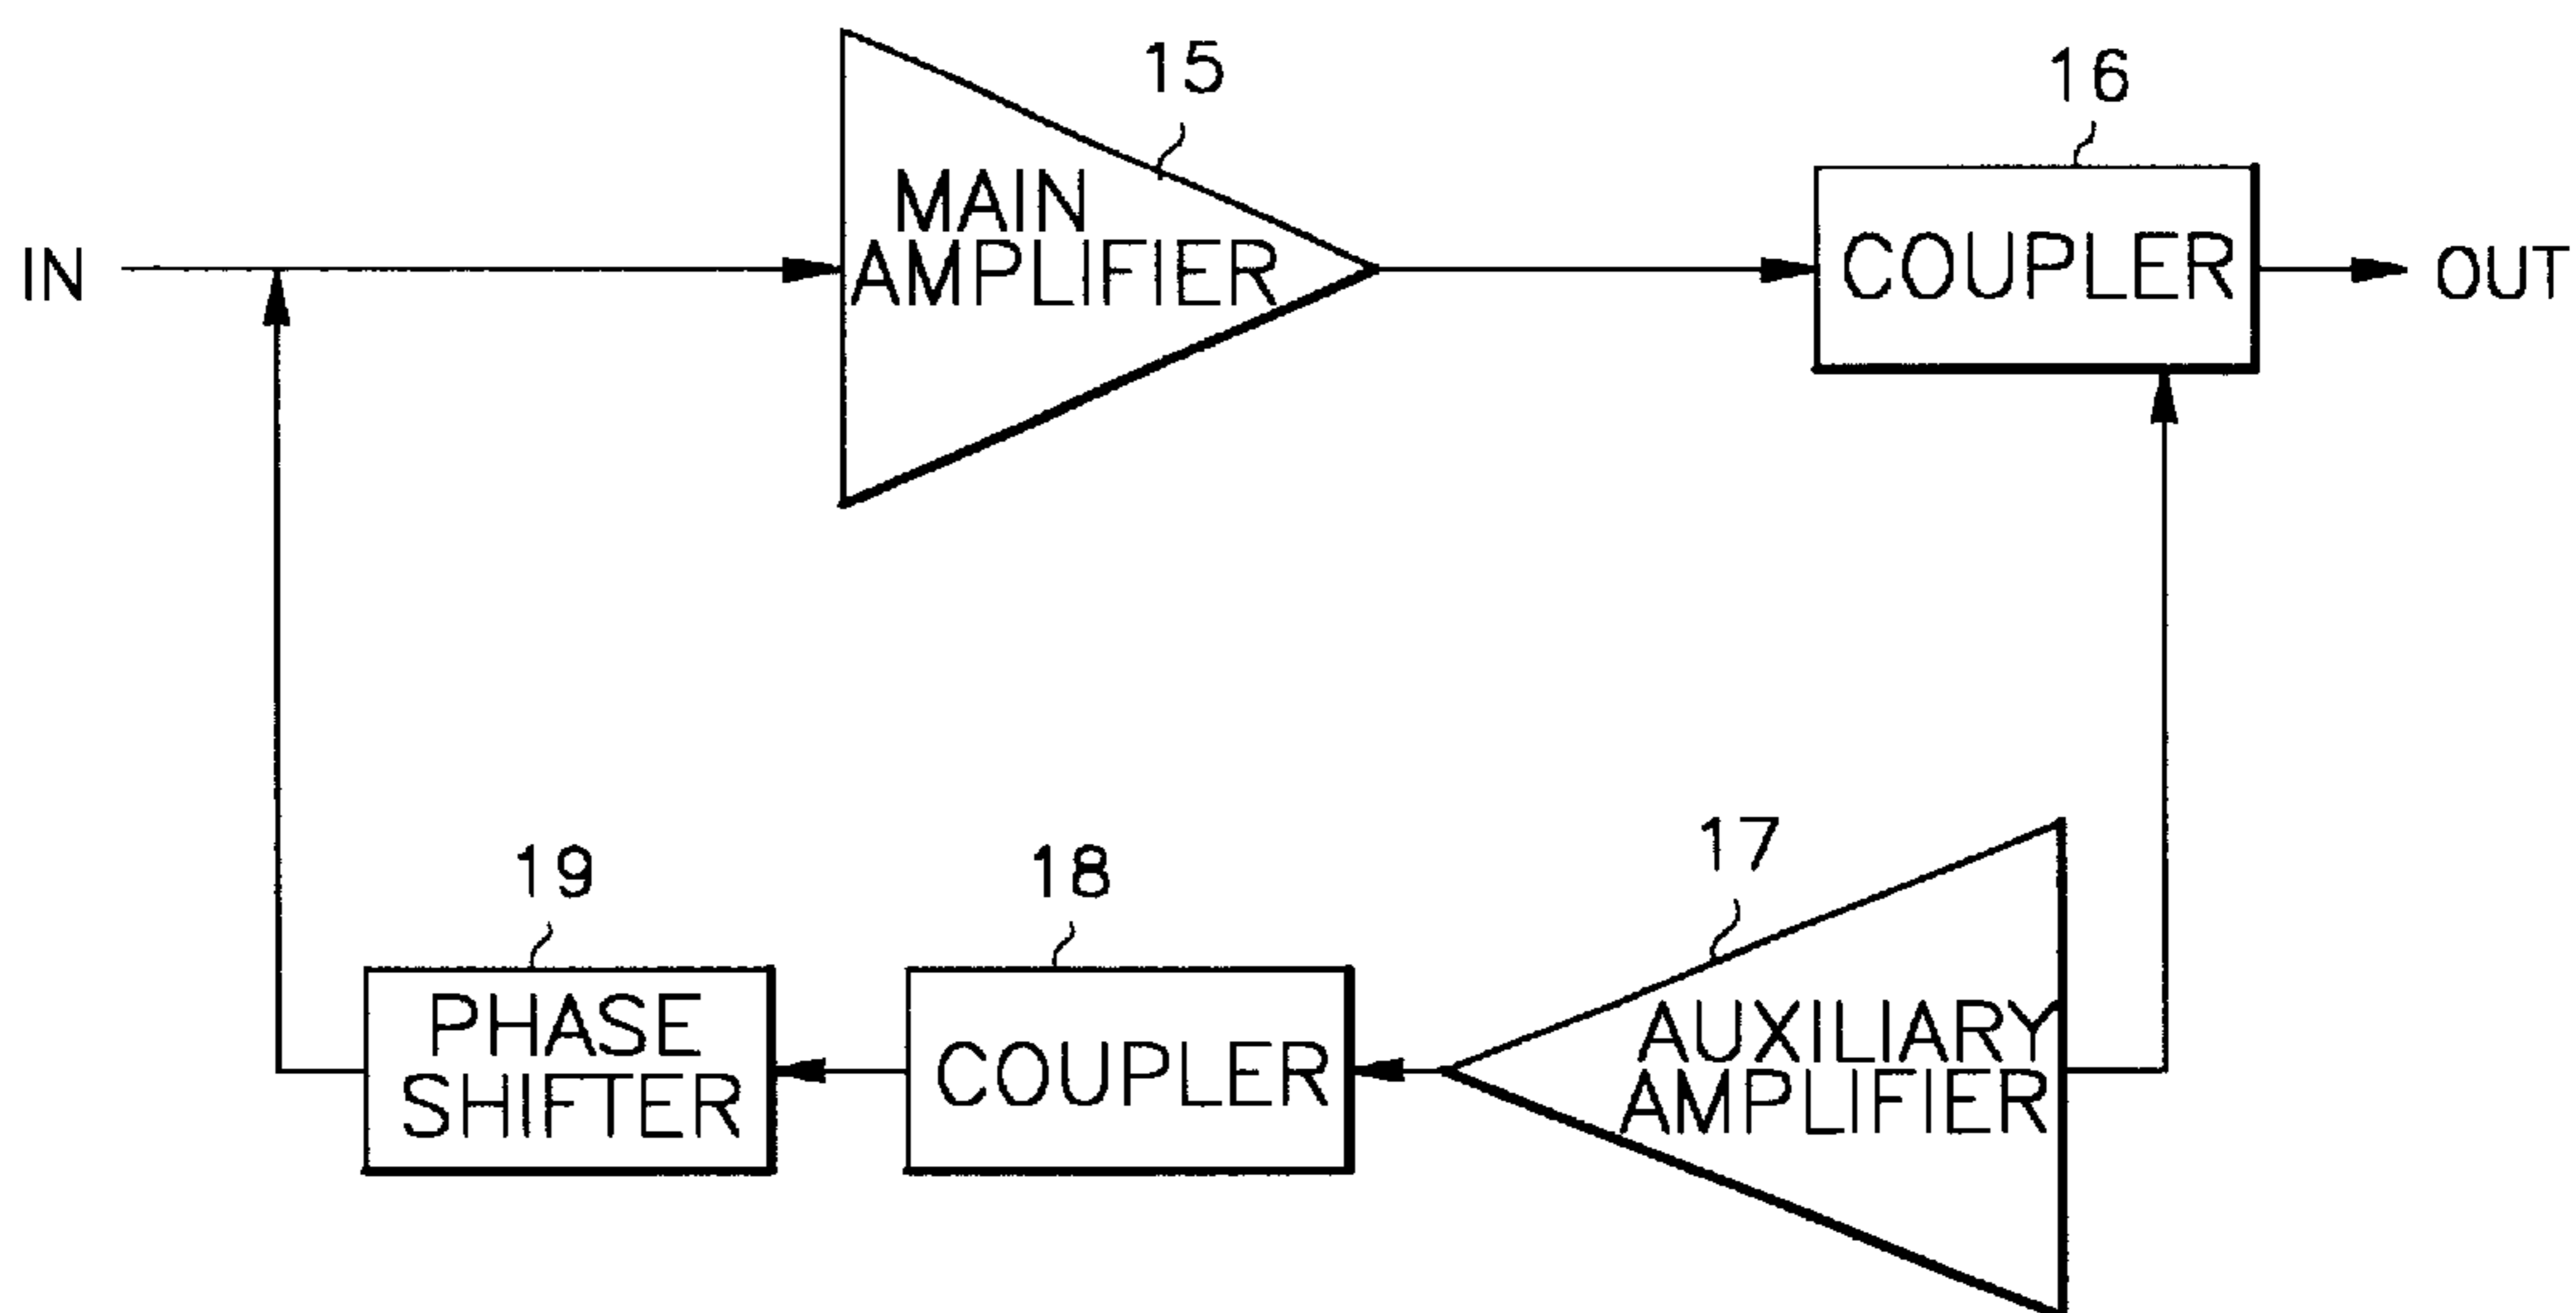 15
16
MAIN
AMPLIFIER
IN
COUPLER
OUT
19
18
17
PHASE
SHIFTER
COUPLER
AUXILIARY
AMPLIFIER